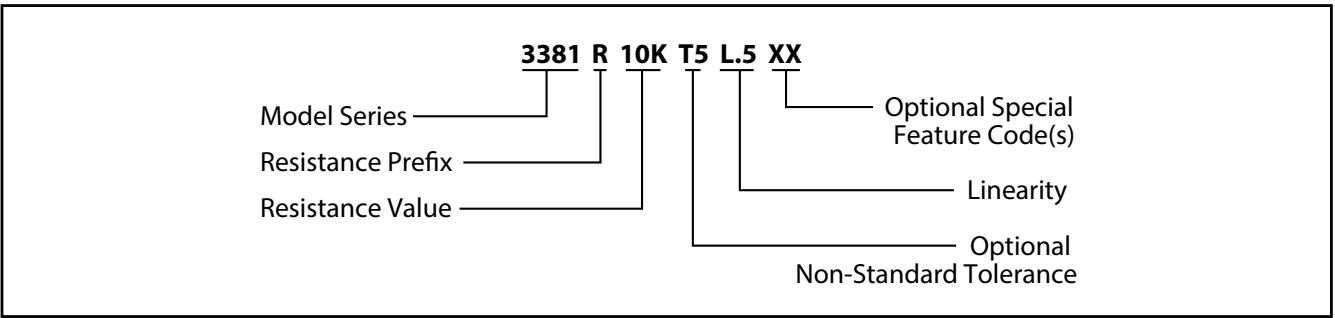 3381 R 10K T5 L.5 XX
Model Series
Resistance Prefix
Resistance Value
Optional Special
Feature Code(s)
Linearity
Optional
Non-Standard Tolerance